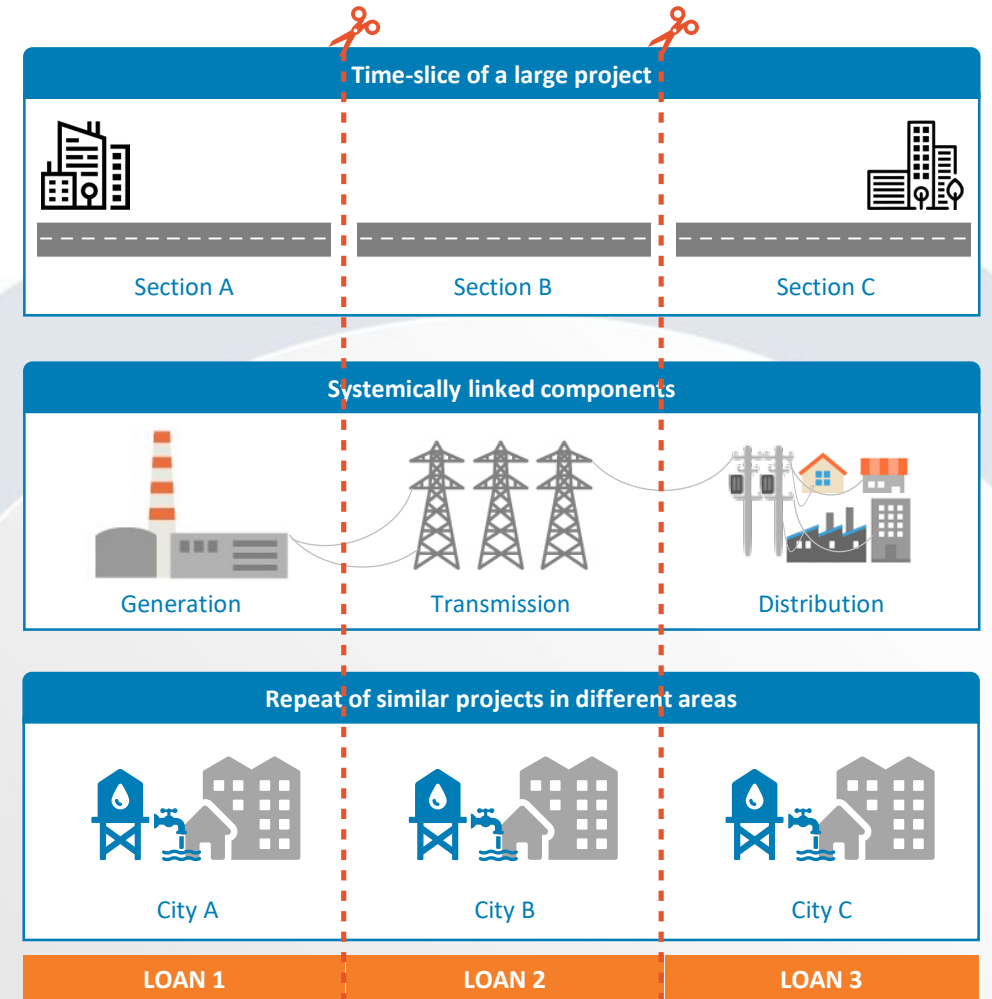 Time-slice of a large project
Section A
Section B
Section C
Systemically linked components
Generation
Transmission
Distribution
Repeat of similar projects in different areas
City A
City B
City C
LOAN 1
LOAN 2
LOAN 3